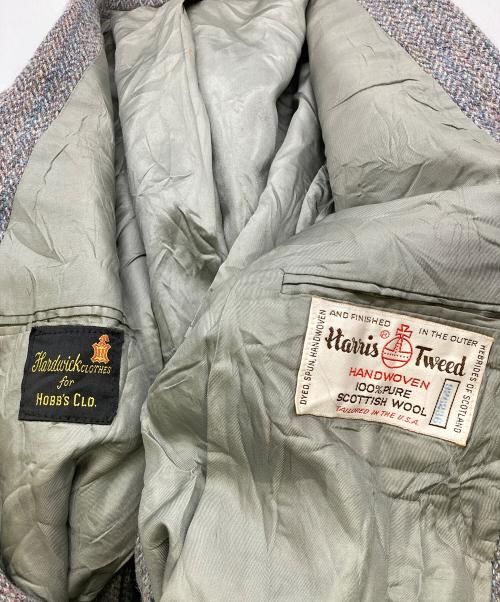 Hardwick CLOTHES
for
HOBB'S CLO.
DYED, SPUN, HANDWOVEN
AND FINISHED
IN THE OUTER
HEBRIDES OF SCOTLAND
Harris Tweed
HANDWOVEN
100% PURE
SCOTTISH WOOL
TAILORED IN THE U.S.A.